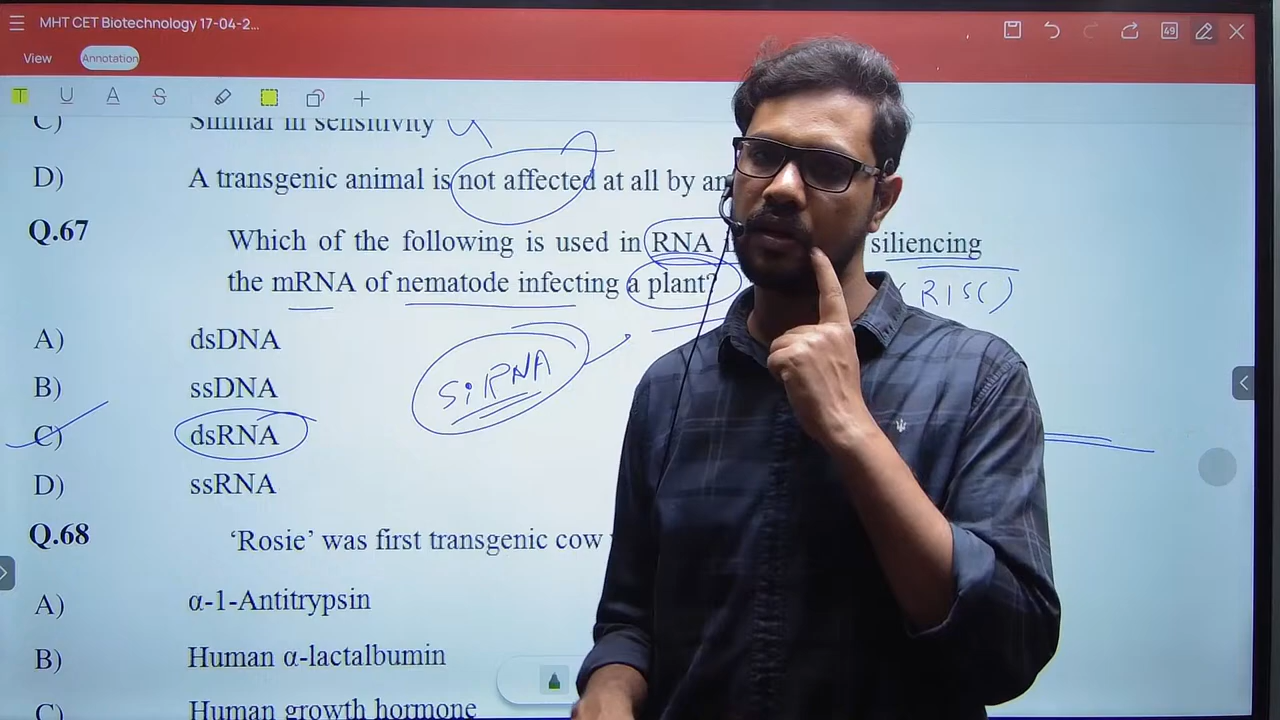 MHT CET Biotechnology 17-04-2...
49
View
Annotation
T U A S
C) Similar in sensitivity
D) A transgenic animal is not affected at all by an
Q.67 Which of the following is used in RNA siliencing
the mRNA of nematode infecting a plant?
(RISC)
A) dsDNA
siRNA
B) ssDNA
C) dsRNA
D) ssRNA
Q.68 ‘Rosie’ was first transgenic cow
A) α-1-Antitrypsin
B) Human α-lactalbumin
C) Human growth hormone